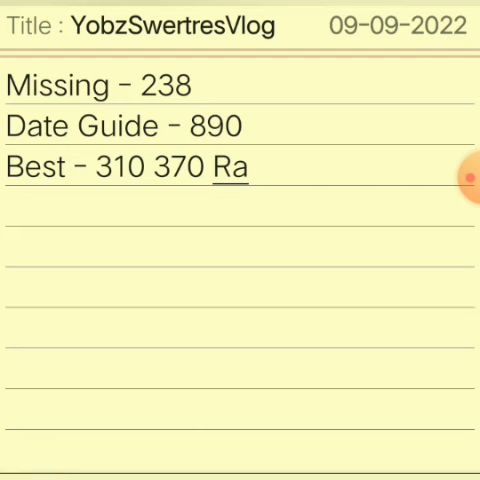 Title : YobzSwertresVlog 09-09-2022
Missing - 238
Date Guide - 890
Best - 310 370 Ra